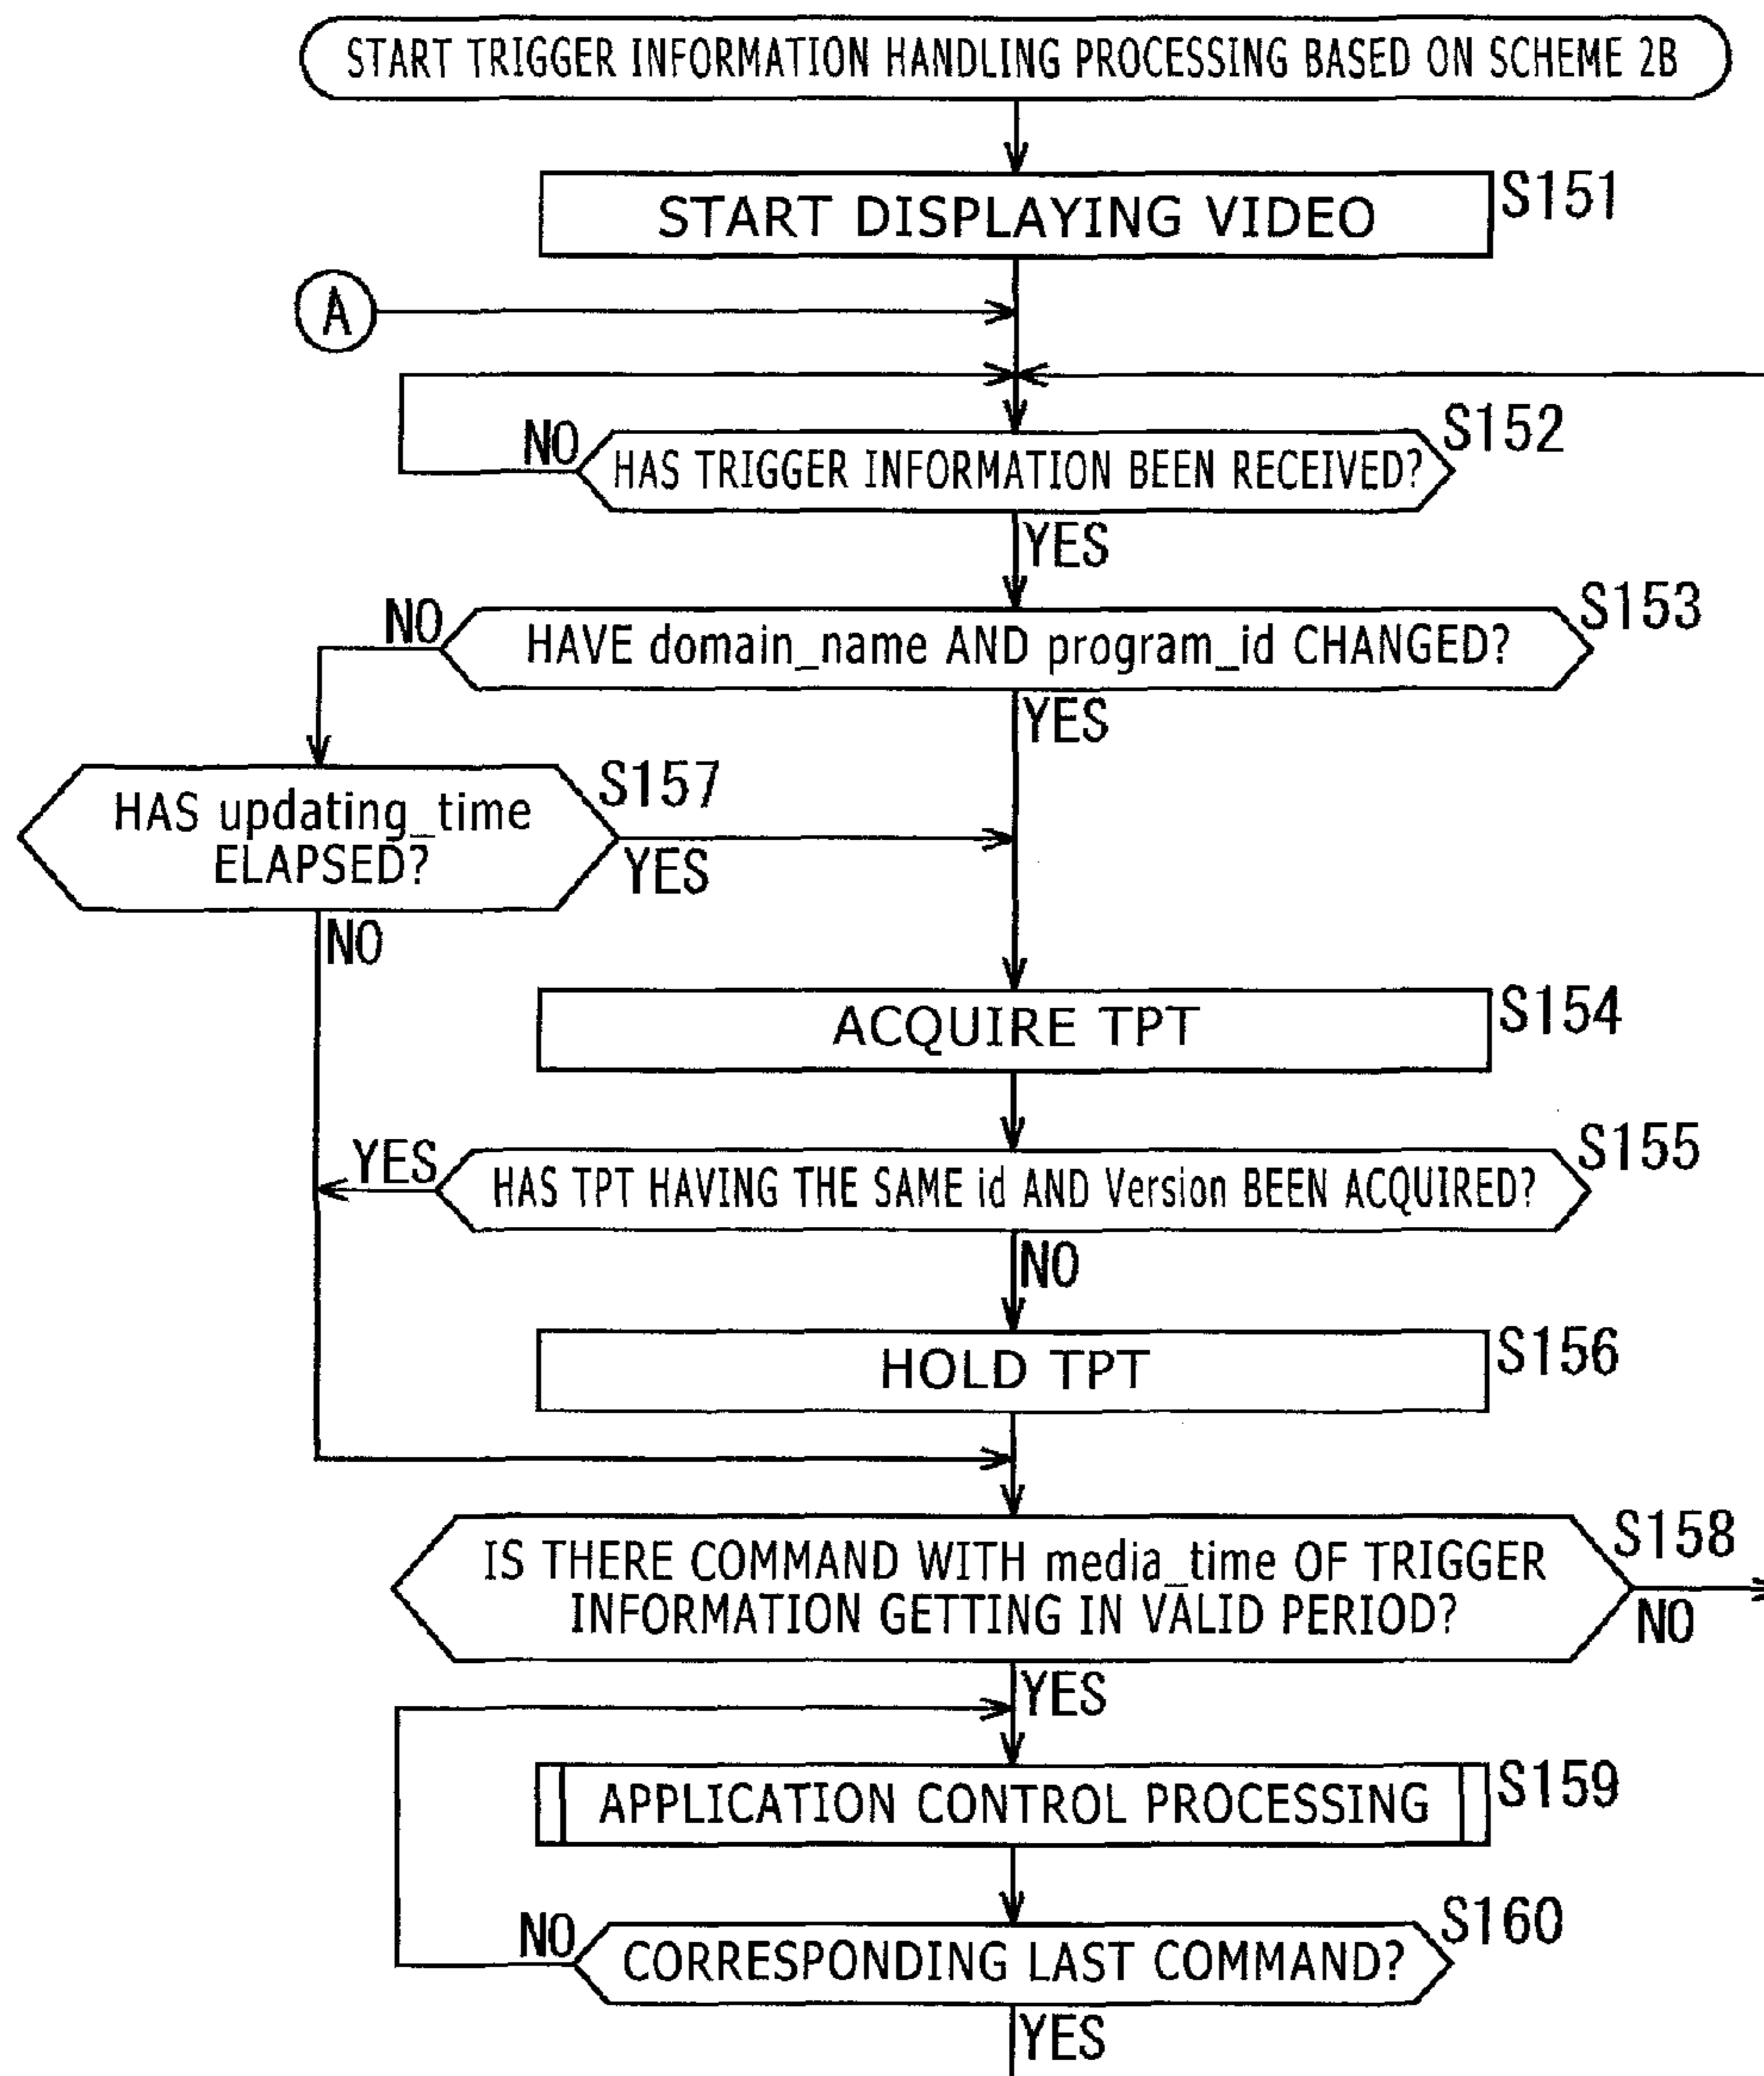 START TRIGGER INFORMATION HANDLING PROCESSING BASED ON SCHEME 2B
START DISPLAYING VIDEO
S151
A
NO
HAS TRIGGER INFORMATION BEEN RECEIVED?
S152
YES
NO
HAVE domain_name AND program_id CHANGED?
S153
YES
HAS updating_time
ELAPSED?
S157
YES
NO
ACQUIRE TPT
S154
YES
HAS TPT HAVING THE SAME id AND Version BEEN ACQUIRED?
S155
NO
HOLD TPT
S156
IS THERE COMMAND WITH media_time OF TRIGGER
INFORMATION GETTING IN VALID PERIOD?
S158
NO
YES
APPLICATION CONTROL PROCESSING
S159
NO
CORRESPONDING LAST COMMAND?
S160
YES